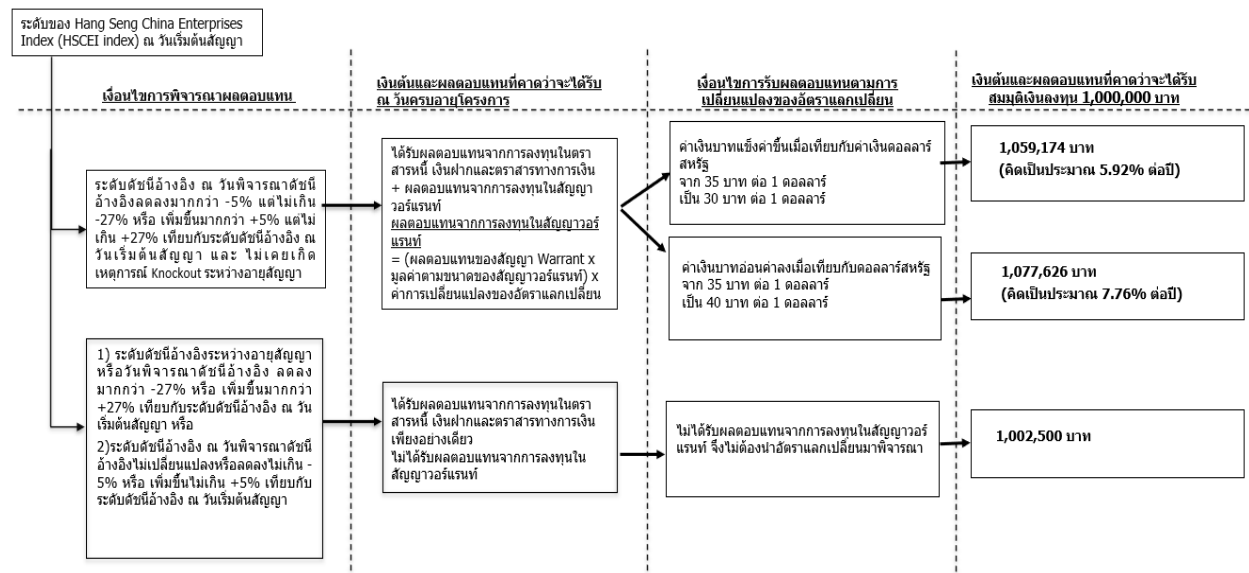 ระดับของ Hang Seng China Enterprises
Index (HSCEI index) ณ วันเริ่มต้นสัญญา
เงื่อนไขการพิจารณาผลตอบแทน
เงินต้นและผลตอบแทนที่คาดว่าจะได้รับ
ณ วันครบอายุโครงการ
เงื่อนไขการรับผลตอบแทนตามการ
เปลี่ยนแปลงของอัตราแลกเปลี่ยน
เงินต้นและผลตอบแทนที่คาดว่าจะได้รับ
สมมุติเงินลงทุน 1,000,000 บาท
ระดับดัชนีอ้างอิง ณ วันพิจารณาดัชนี
อ้างอิงลดลงมากกว่า -5% แต่ไม่เกิน
-27% หรือ เพิ่มขึ้นมากกว่า +5% แต่ไม่
เกิน +27% เทียบกับระดับดัชนีอ้างอิง ณ
วันเริ่มต้นสัญญา และ ไม่เคยเกิด
เหตุการณ์ Knockout ระหว่างอายุสัญญา
ได้รับผลตอบแทนจากการลงทุนในตรา
สารหนี้ เงินฝากและตราสารทางการเงิน
+ ผลตอบแทนจากการลงทุนในสัญญา
วอร์แรนท์
ผลตอบแทนจากการลงทุนในสัญญาวอร์
แรนท์
= (ผลตอบแทนของสัญญา Warrant x
มูลค่าตามขนาดของสัญญาวอร์แรนท์) x
ค่าการเปลี่ยนแปลงของอัตราแลกเปลี่ยน
ค่าเงินบาทแข็งค่าขึ้นเมื่อเทียบกับค่าเงินดอลลาร์
สหรัฐ
จาก 35 บาท ต่อ 1 ดอลลาร์
เป็น 30 บาท ต่อ 1 ดอลลาร์
1,059,174 บาท
(คิดเป็นประมาณ 5.92% ต่อปี)
ค่าเงินบาทอ่อนค่าลงเมื่อเทียบกับดอลลาร์สหรัฐ
จาก 35 บาท ต่อ 1 ดอลลาร์
เป็น 40 บาท ต่อ 1 ดอลลาร์
1,077,626 บาท
(คิดเป็นประมาณ 7.76% ต่อปี)
1) ระดับดัชนีอ้างอิงระหว่างอายุสัญญา
หรือวันพิจารณาดัชนีอ้างอิง ลดลง
มากกว่า -27% หรือ เพิ่มขึ้นมากกว่า
+27% เทียบกับระดับดัชนีอ้างอิง ณ วัน
เริ่มต้นสัญญา หรือ
2)ระดับดัชนีอ้างอิง ณ วันพิจารณาดัชนี
อ้างอิงไม่เปลี่ยนแปลงหรือลดลงไม่เกิน -
5% หรือ เพิ่มขึ้นไม่เกิน +5% เทียบกับ
ระดับดัชนีอ้างอิง ณ วันเริ่มต้นสัญญา
ได้รับผลตอบแทนจากการลงทุนในตรา
สารหนี้ เงินฝากและตราสารทางการเงิน
เพียงอย่างเดียว
ไม่ได้รับผลตอบแทนจากการลงทุนใน
สัญญาวอร์แรนท์
ไม่ได้รับผลตอบแทนจากการลงทุนในสัญญาวอร์
แรนท์ จึงไม่ต้องนำอัตราแลกเปลี่ยนมาพิจารณา
1,002,500 บาท